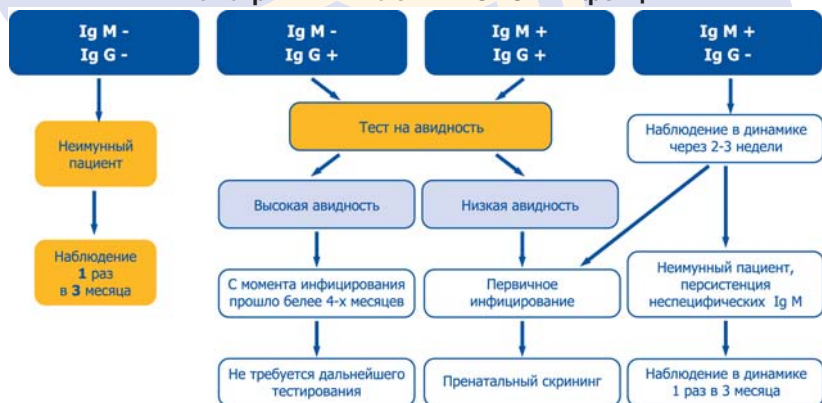 Ig M -
Ig G -
Ig M -
Ig G +
Ig M +
Ig G +
Ig M +
Ig G -
Неимунный
пациент
Тест на авидность
Наблюдение в динамике
через 2-3 недели
Высокая авидность
Низкая авидность
Наблюдение
1 раз
в 3 месяца
С момента инфицирования
прошло более 4-х месяцев
Первичное
инфицирование
Неимунный пациент,
персистенция
неспецифических Ig M
Не требуется дальнейшего
тестирования
Пренатальный скрининг
Наблюдение в динамике
1 раз в 3 месяца